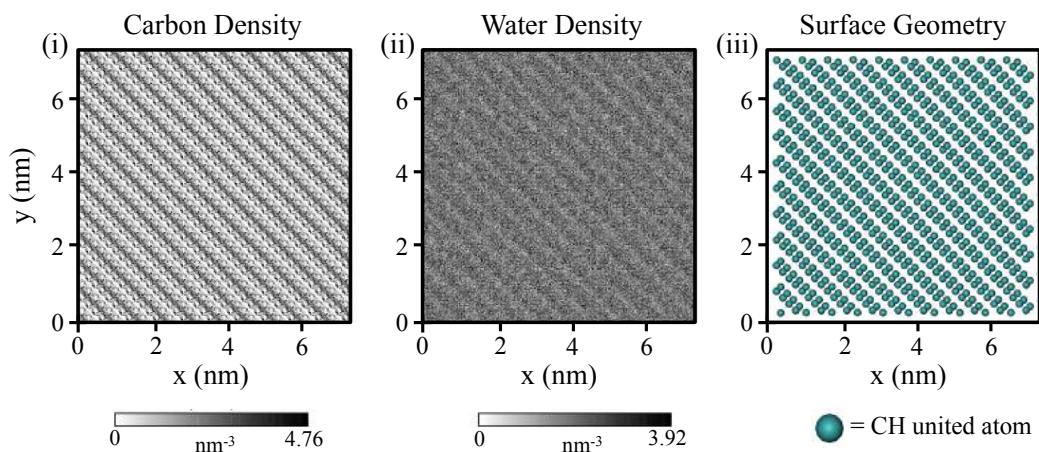 Carbon Density
Water Density
Surface Geometry
(i)
(ii)
(iii)
y (nm)
6
4
2
0
6
4
2
0
6
4
2
0
0 2 4 6
0 2 4 6
0 2 4 6
x (nm)
x (nm)
x (nm)
0 nm⁻³ 4.76
0 nm⁻³ 3.92
= CH united atom